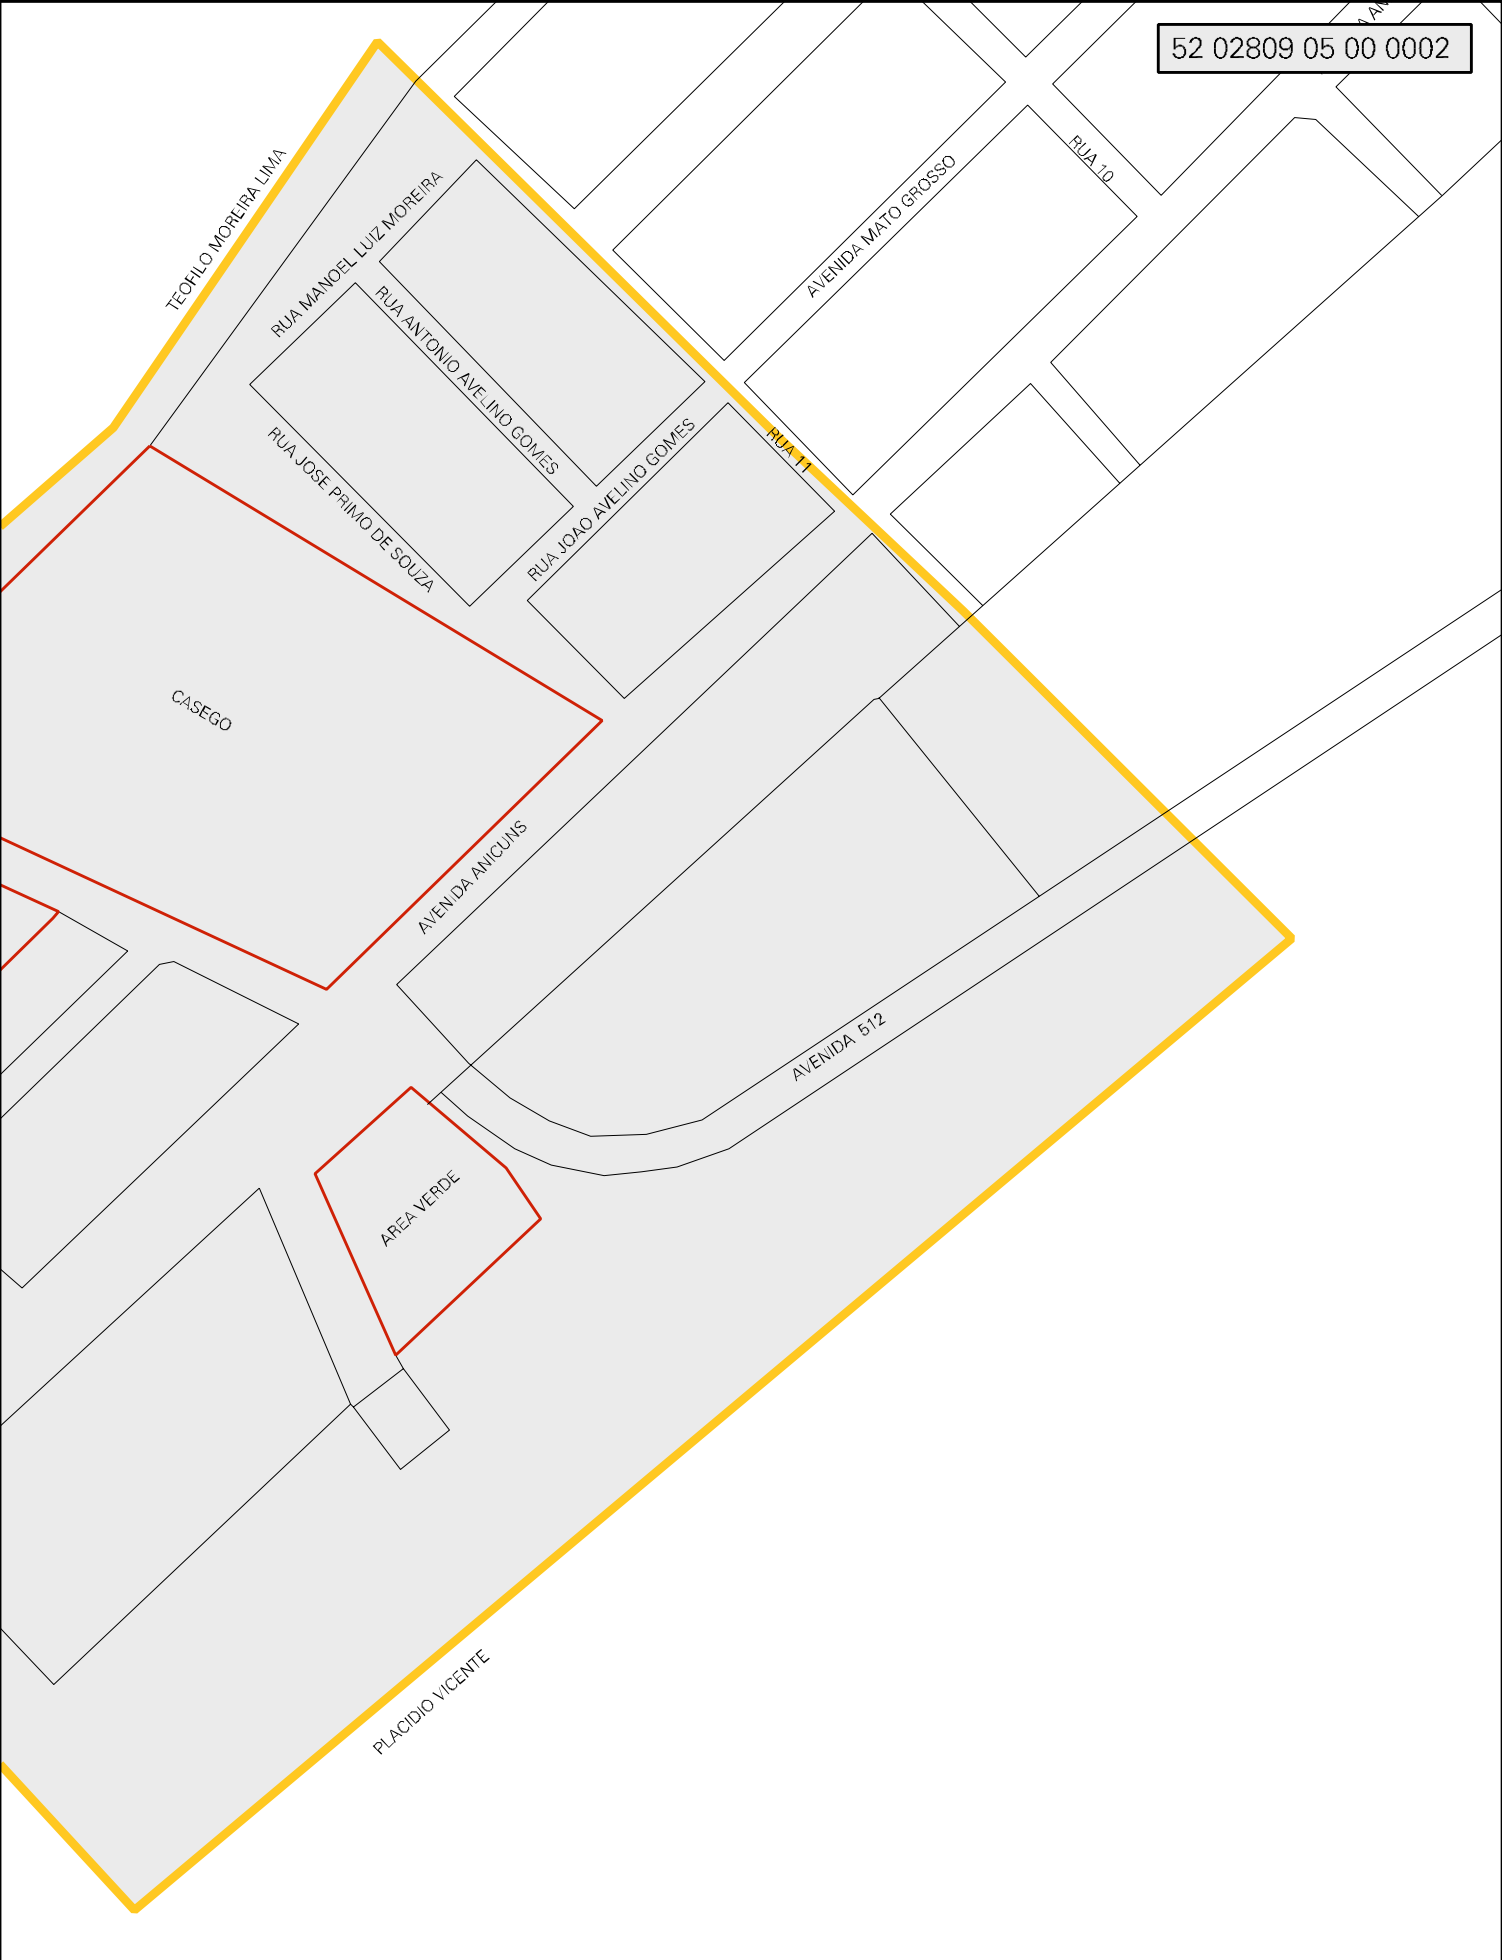 52 02809 05 00 0002
TEOFILO MOREIRA LIMA
RUA MANOEL LUIZ MOREIRA
RUA 10
AVENIDA MATO GROSSO
RUA ANTONIO AVELINO GOMES
RUA JOSE PRIMO DE SOUZA
RUA JOAO AVELINO GOMES
RUA 11
CASEGO
AVENIDA ANICUNS
AVENIDA 512
AREA VERDE
PLACIDIO VICENTE